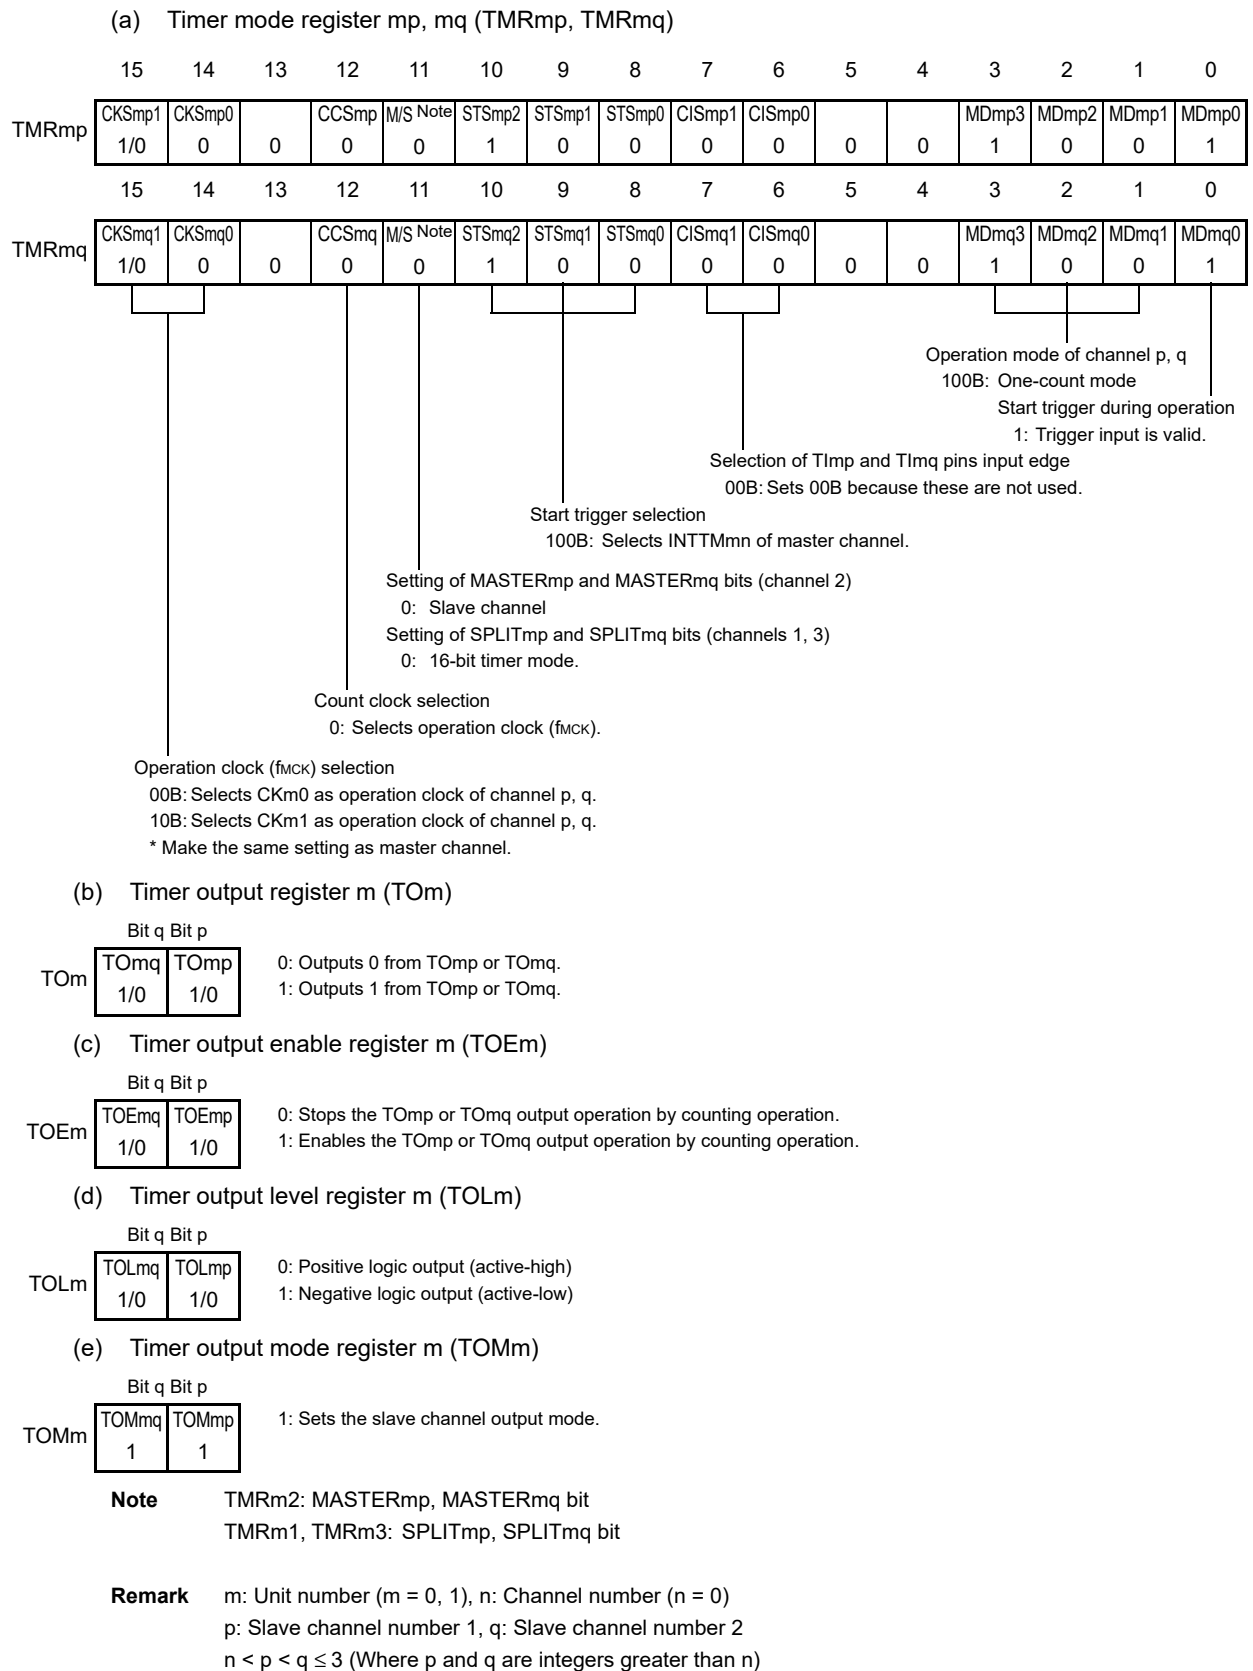 (a) Timer mode register mp, mq (TMRmp, TMRmq)
15 14 13 12 11 10 9 8 7 6 5 4 3 2 1 0
TMRmp CKSmp1 CKSmp0 CCSmp M/S Note STSmp2 STSmp1 STSmp0 CISmp1 CISmp0 MDmp3 MDmp2 MDmp1 MDmp0
1/0 0 0 0 0 1 0 0 0 0 0 0 1 0 0 1
15 14 13 12 11 10 9 8 7 6 5 4 3 2 1 0
TMRmq CKSmq1 CKSmq0 CCSmq M/S Note STSmq2 STSmq1 STSmq0 CISmq1 CISmq0 MDmq3 MDmq2 MDmq1 MDmq0
1/0 0 0 0 0 1 0 0 0 0 0 0 1 0 0 1
Operation mode of channel p, q
100B: One-count mode
Start trigger during operation
1: Trigger input is valid.
Selection of TImp and TImq pins input edge
00B: Sets 00B because these are not used.
Start trigger selection
100B: Selects INTTMmn of master channel.
Setting of MASTERmp and MASTERmq bits (channel 2)
0: Slave channel
Setting of SPLITmp and SPLITmq bits (channels 1, 3)
0: 16-bit timer mode.
Count clock selection
0: Selects operation clock (fMCK).
Operation clock (fMCK) selection
00B: Selects CKm0 as operation clock of channel p, q.
10B: Selects CKm1 as operation clock of channel p, q.
* Make the same setting as master channel.
(b) Timer output register m (TOm)
Bit q Bit p
TOm TOmq TOmp
1/0 1/0
0: Outputs 0 from TOmp or TOmq.
1: Outputs 1 from TOmp or TOmq.
(c) Timer output enable register m (TOEm)
Bit q Bit p
TOEm TOEmq TOEmp
1/0 1/0
0: Stops the TOmp or TOmq output operation by counting operation.
1: Enables the TOmp or TOmq output operation by counting operation.
(d) Timer output level register m (TOLm)
Bit q Bit p
TOLm TOLmq TOLmp
1/0 1/0
0: Positive logic output (active-high)
1: Negative logic output (active-low)
(e) Timer output mode register m (TOMm)
Bit q Bit p
TOMm TOMmq TOMmp
1 1
1: Sets the slave channel output mode.
Note TMRm2: MASTERmp, MASTERmq bit
TMRm1, TMRm3: SPLITmp, SPLITmq bit
Remark m: Unit number (m = 0, 1), n: Channel number (n = 0)
p: Slave channel number 1, q: Slave channel number 2
n < p < q ≤ 3 (Where p and q are integers greater than n)